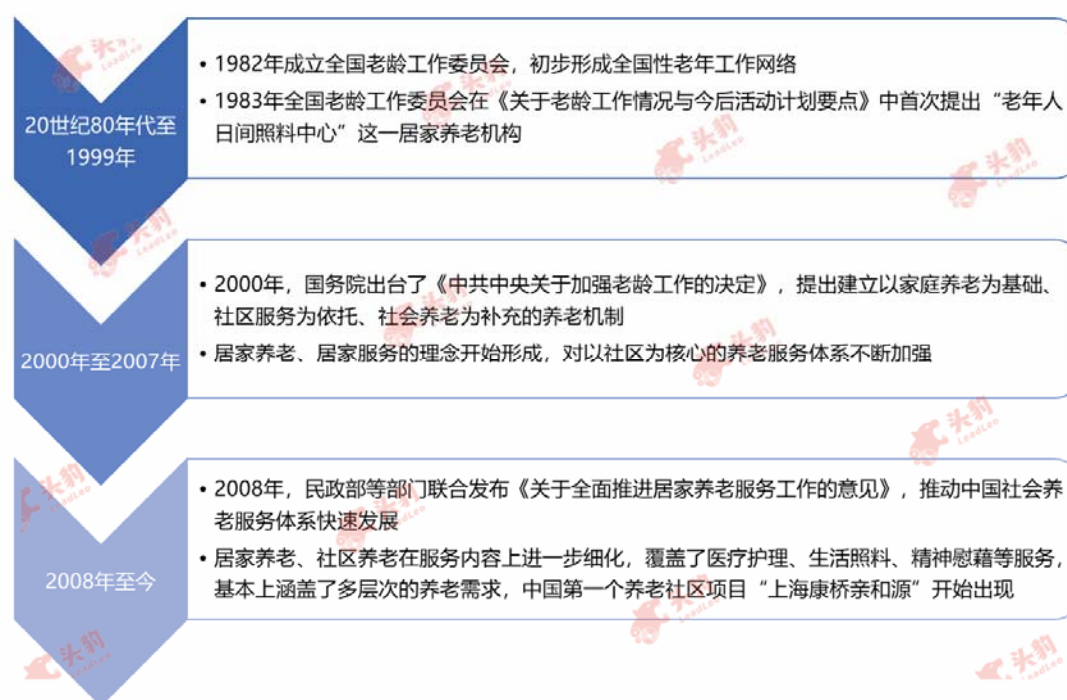 20世纪80年代至
1999年
• 1982年成立全国老龄工作委员会，初步形成全国性老年工作网络
• 1983年全国老龄工作委员会在《关于老龄工作情况与今后活动计划要点》中首次提出“老年人
日间照料中心”这一居家养老机构
2000年至2007年
• 2000年，国务院出台了《中共中央关于加强老龄工作的决定》，提出建立以家庭养老为基础、
社区服务为依托、社会养老为补充的养老机制
• 居家养老、居家服务的理念开始形成，对以社区为核心的养老服务体系不断加强
2008年至今
• 2008年，民政部等部门联合发布《关于全面推进居家养老服务工作的意见》，推动中国社会养
老服务体系快速发展
• 居家养老、社区养老在服务内容上进一步细化，覆盖了医疗护理、生活照料、精神慰藉等服务，
基本上涵盖了多层次的养老需求，中国第一个养老社区项目“上海康桥亲和源”开始出现
头豹
LeadLeo